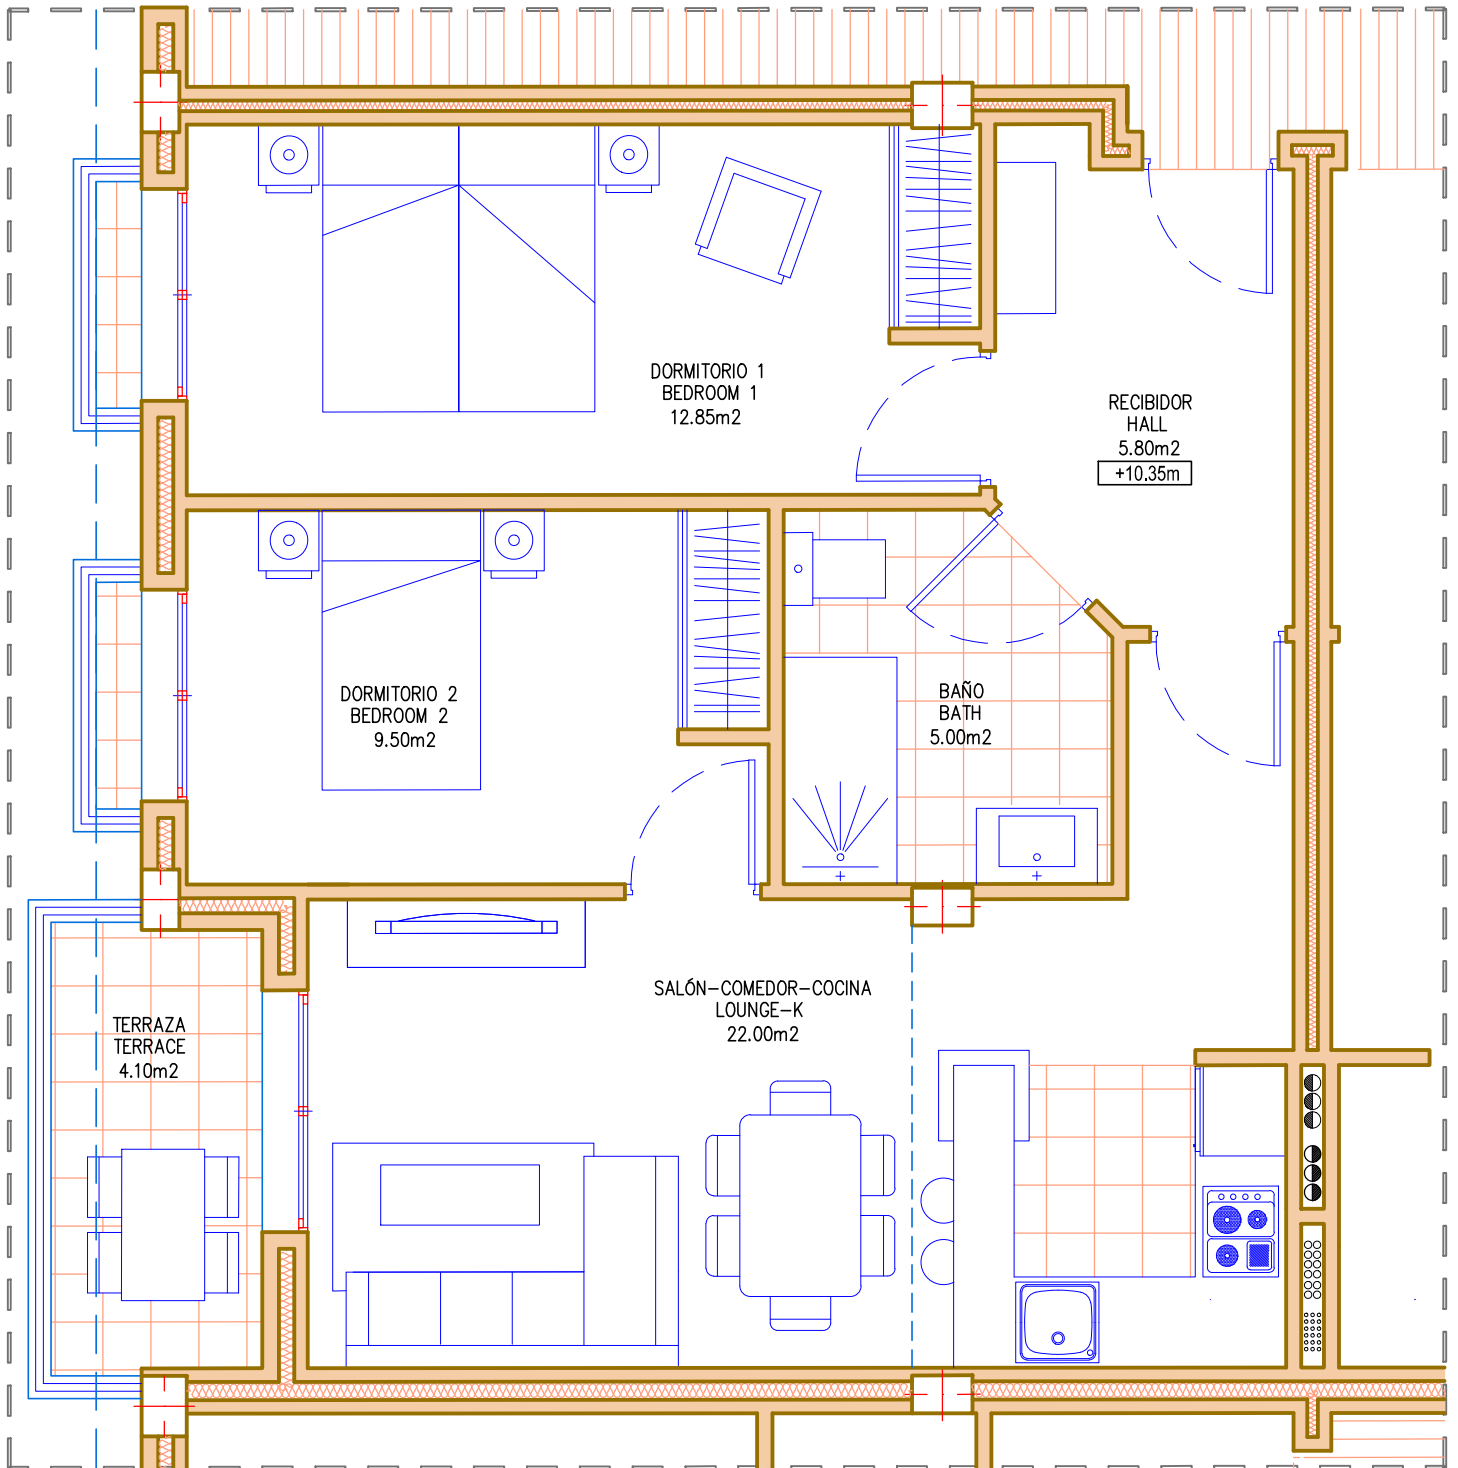 DORMITORIO 1
BEDROOM 1
12.85m2
RECIBIDOR
HALL
5.80m2
+10.35m
DORMITORIO 2
BEDROOM 2
9.50m2
BAÑO
BATH
5.00m2
SALÓN-COMEDOR-COCINA
LOUNGE-K
22.00m2
TERRAZA
TERRACE
4.10m2